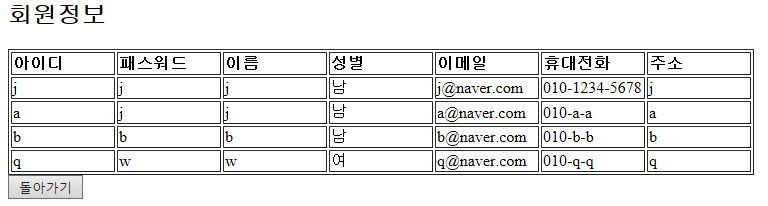 회원정보
아이디 패스워드 이름 성별 이메일 휴대전화 주소
j j j 남 j@naver.com 010-1234-5678 j
a j j 남 a@naver.com 010-a-a a
b b b 남 b@naver.com 010-b-b b
q w w 여 q@naver.com 010-q-q q
돌아가기